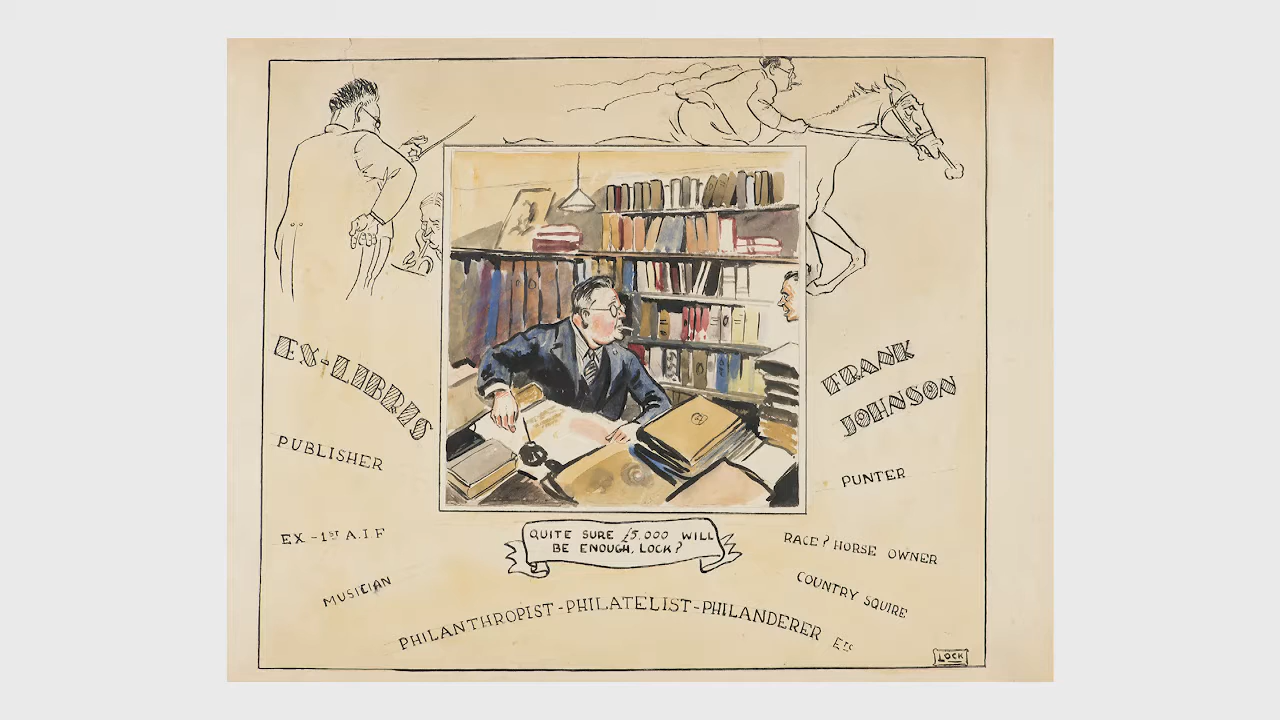 EX-LIBRIS
FRANK
JOHNSON
PUBLISHER
PUNTER
EX-1ST A.I F
QUITE SURE £5,000 WILL
BE ENOUGH, LOCK?
RACE? HORSE OWNER
MUSICIAN
COUNTRY SQUIRE
PHILANTHROPIST-PHILATELIST-PHILANDERER ETC
LOCK